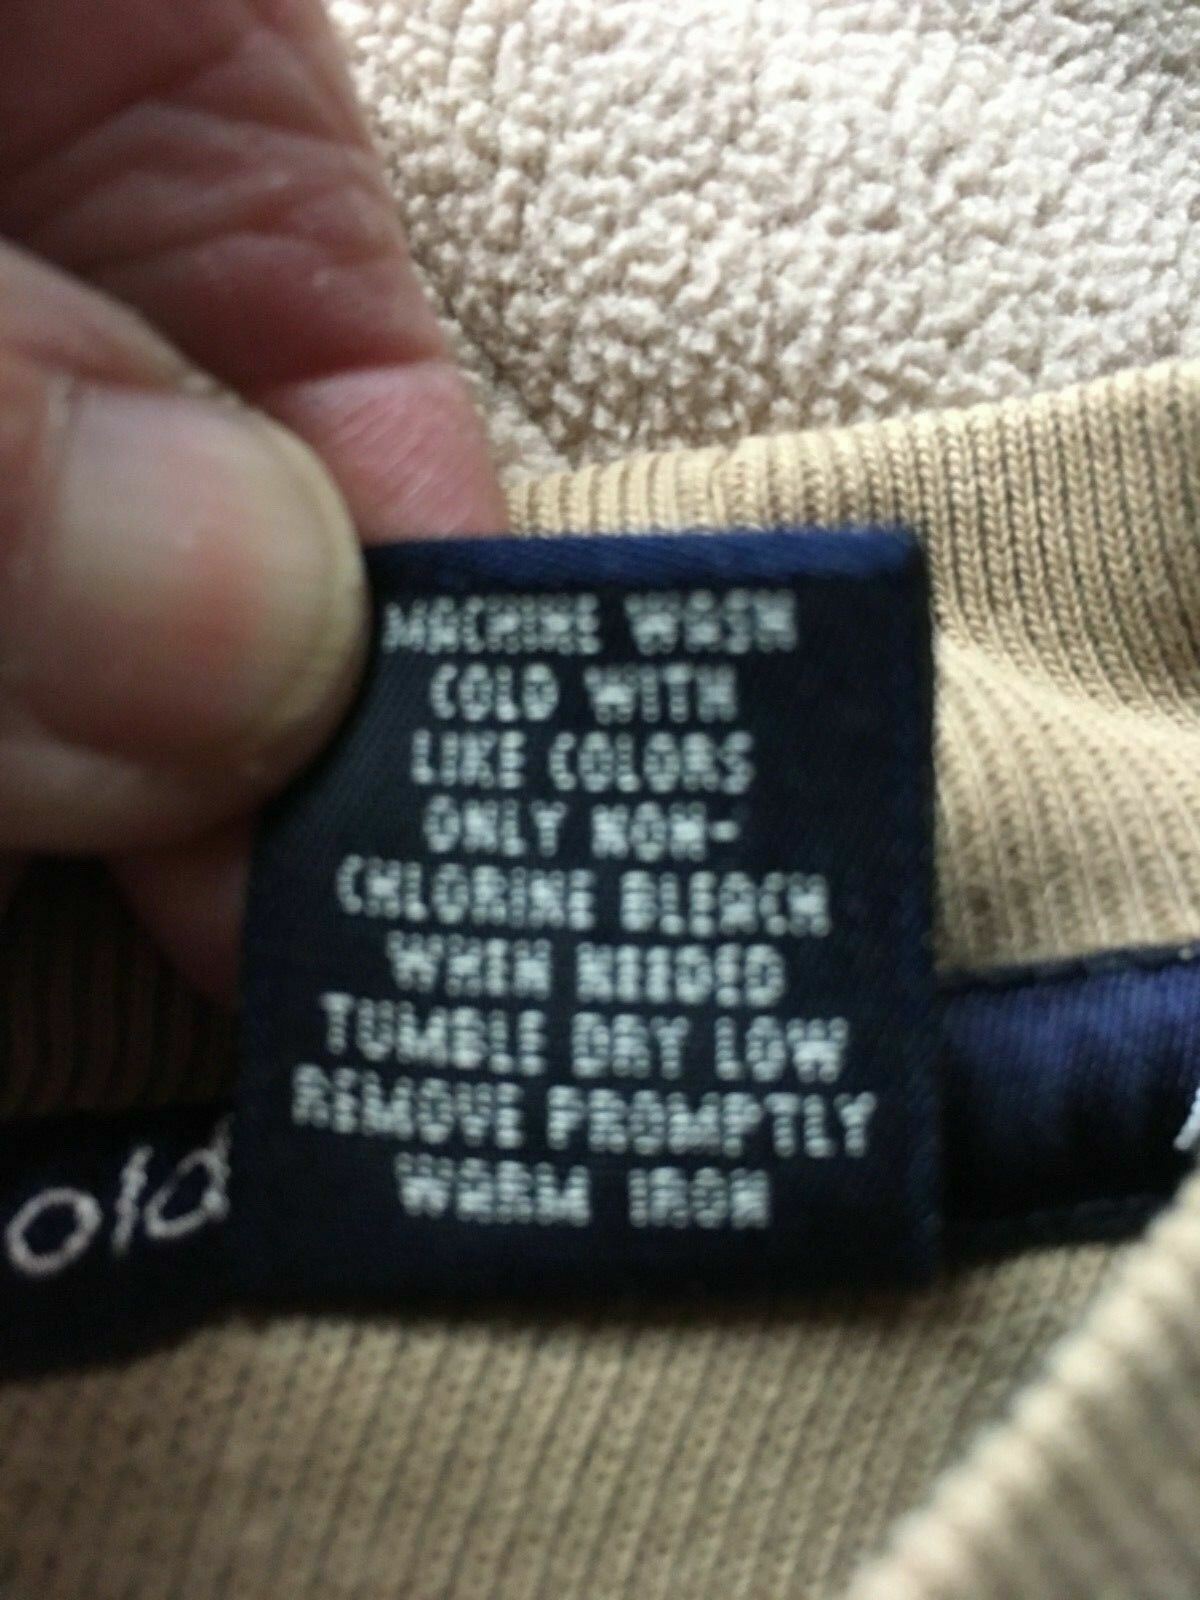 MACHINE WASH
COLD WITH
LIKE COLORS
ONLY NON-
CHLORINE BLEACH
WHEN NEEDED
TUMBLE DRY LOW
REMOVE PROMPTLY
WARM IRON
old